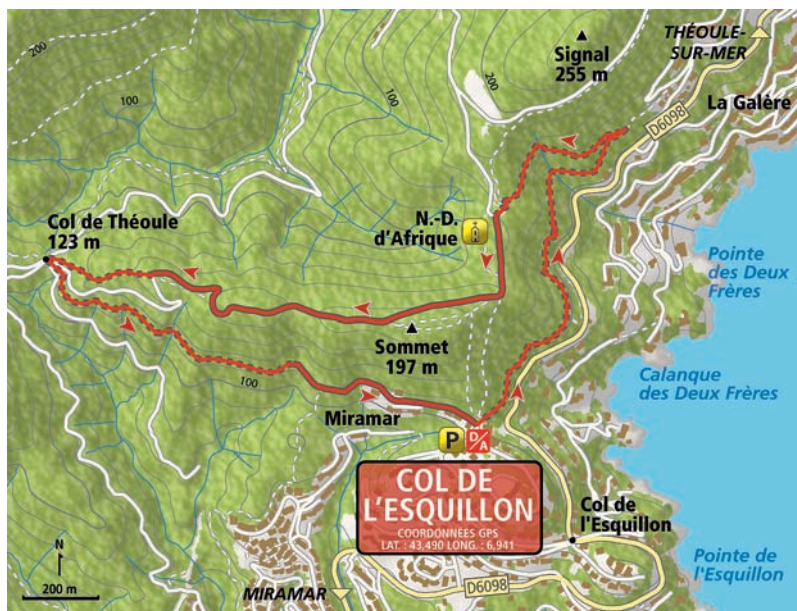 200
Signal
255 m
THÉOULE-
SUR-MER
La Galère
200
100
100
D6098
Col de Théoule
123 m
N.-D.
d'Afrique
Pointe
des Deux
Frères
Sommet
197 m
Calanque
des Deux Frères
100
Miramar
P
D/A
COL DE
L'ESQUILLON
COORDONNÉES GPS
LAT. : 43,490 LONG. : 6,941
Col de
l'Esquillon
Pointe de
l'Esquillon
N
200 m
MIRAMAR
D6098